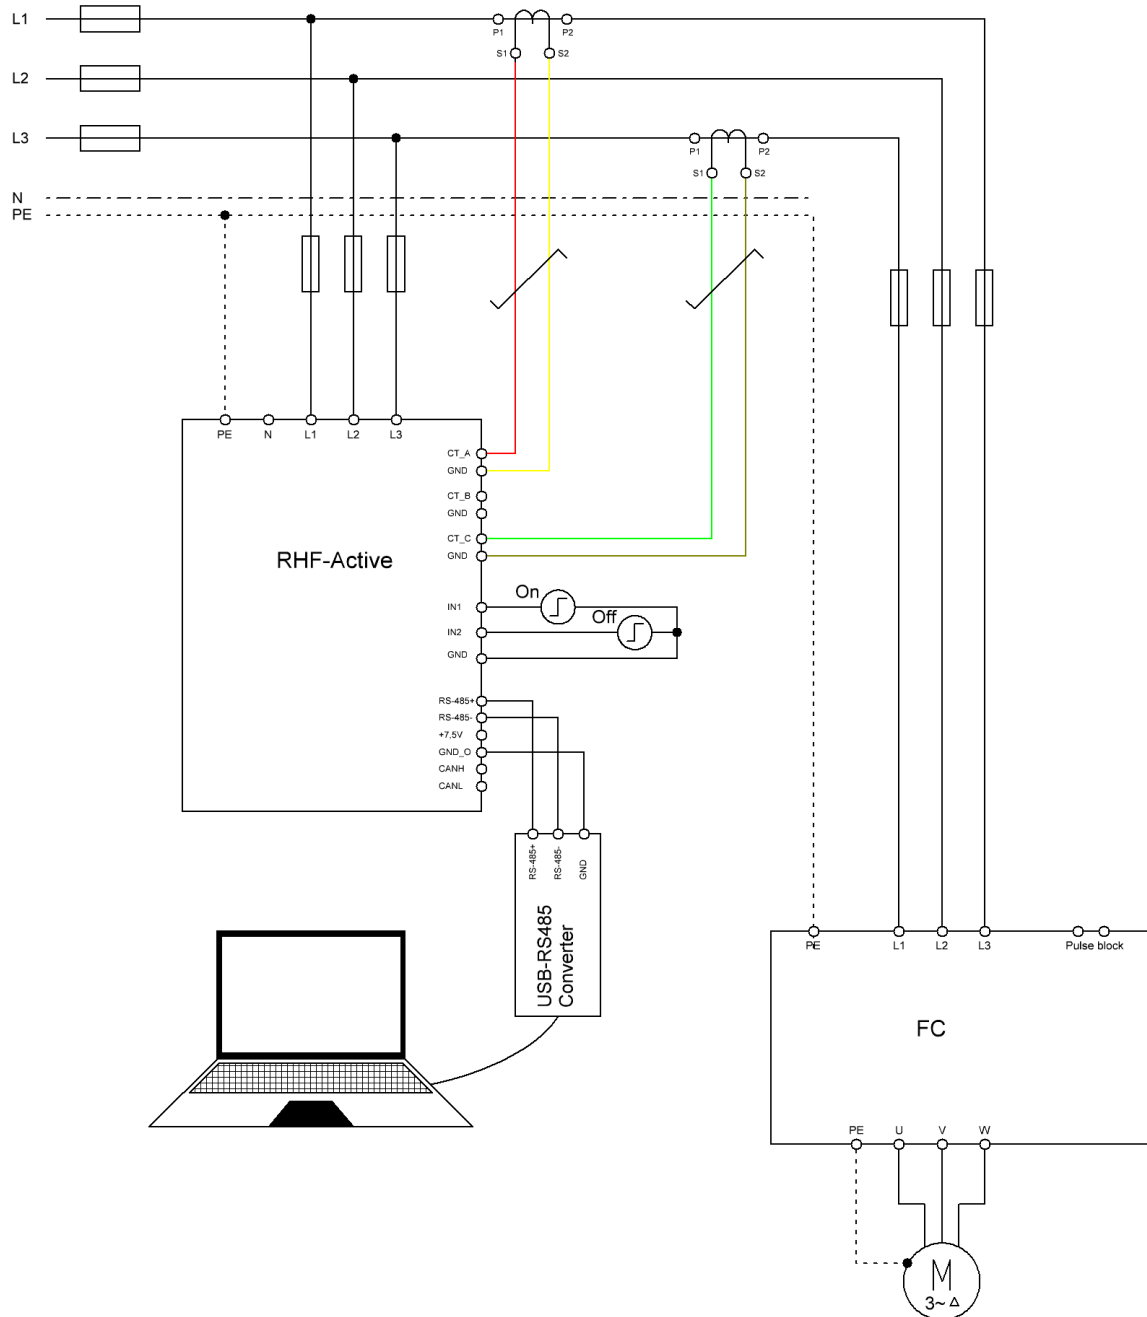 L1
P1 P2
S1 S2
L2
L3
P1 P2
S1 S2
N
PE
PE N L1 L2 L3
CT_A
GND
CT_B
GND
CT_C
GND
RHF-Active
On
IN1
Off
IN2
GND
RS-485+
RS-485-
+7,5V
GND_O
CANH
CANL
RS-485+
RS-485-
GND
USB-RS485
Converter
PE L1 L2 L3 Pulse block
FC
PE U V W
M
3~ Δ